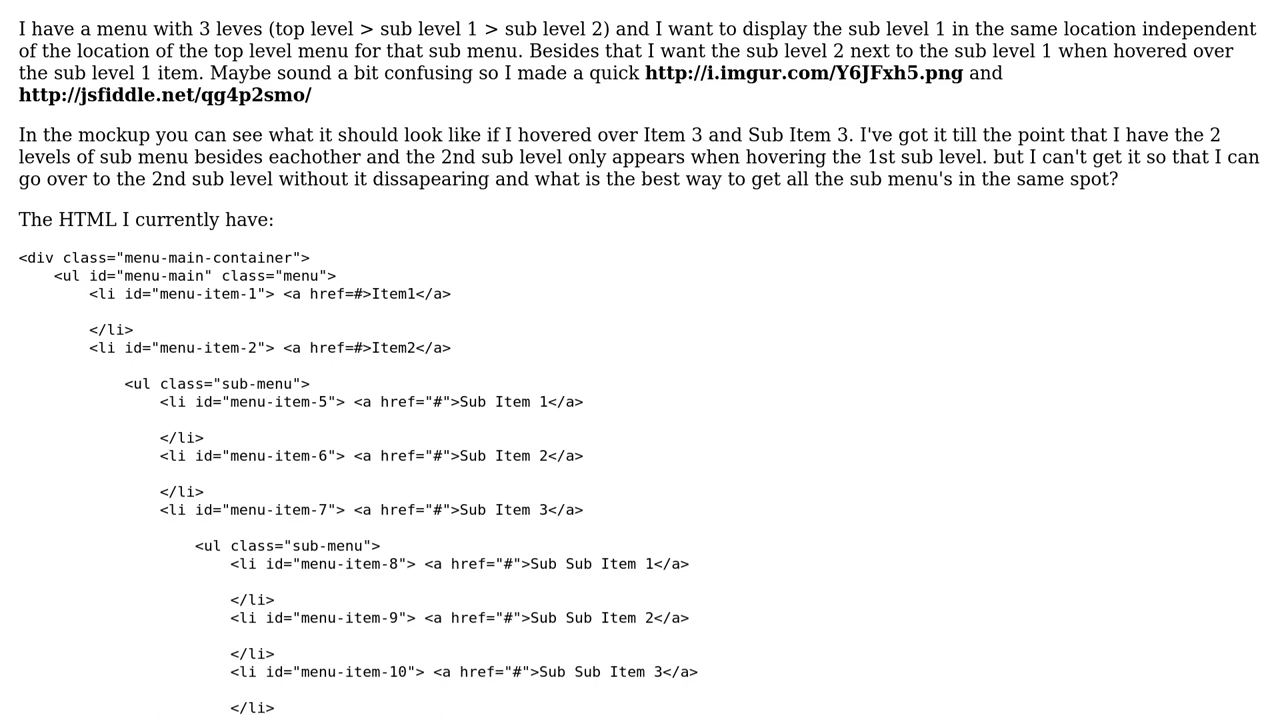 I have a menu with 3 leves (top level > sub level 1 > sub level 2) and I want to display the sub level 1 in the same location independent
of the location of the top level menu for that sub menu. Besides that I want the sub level 2 next to the sub level 1 when hovered over
the sub level 1 item. Maybe sound a bit confusing so I made a quick http://i.imgur.com/Y6JFxh5.png and
http://jsfiddle.net/qg4p2smo/
In the mockup you can see what it should look like if I hovered over Item 3 and Sub Item 3. I've got it till the point that I have the 2
levels of sub menu besides eachother and the 2nd sub level only appears when hovering the 1st sub level. but I can't get it so that I can
go over to the 2nd sub level without it dissapearing and what is the best way to get all the sub menu's in the same spot?
The HTML I currently have:
<div class="menu-main-container">
    <ul id="menu-main" class="menu">
        <li id="menu-item-1"> <a href=#>Item1</a>
        </li>
        <li id="menu-item-2"> <a href=#>Item2</a>
            <ul class="sub-menu">
                <li id="menu-item-5"> <a href="#">Sub Item 1</a>
                </li>
                <li id="menu-item-6"> <a href="#">Sub Item 2</a>
                </li>
                <li id="menu-item-7"> <a href="#">Sub Item 3</a>
                    <ul class="sub-menu">
                        <li id="menu-item-8"> <a href="#">Sub Sub Item 1</a>
                        </li>
                        <li id="menu-item-9"> <a href="#">Sub Sub Item 2</a>
                        </li>
                        <li id="menu-item-10"> <a href="#">Sub Sub Item 3</a>
                        </li>